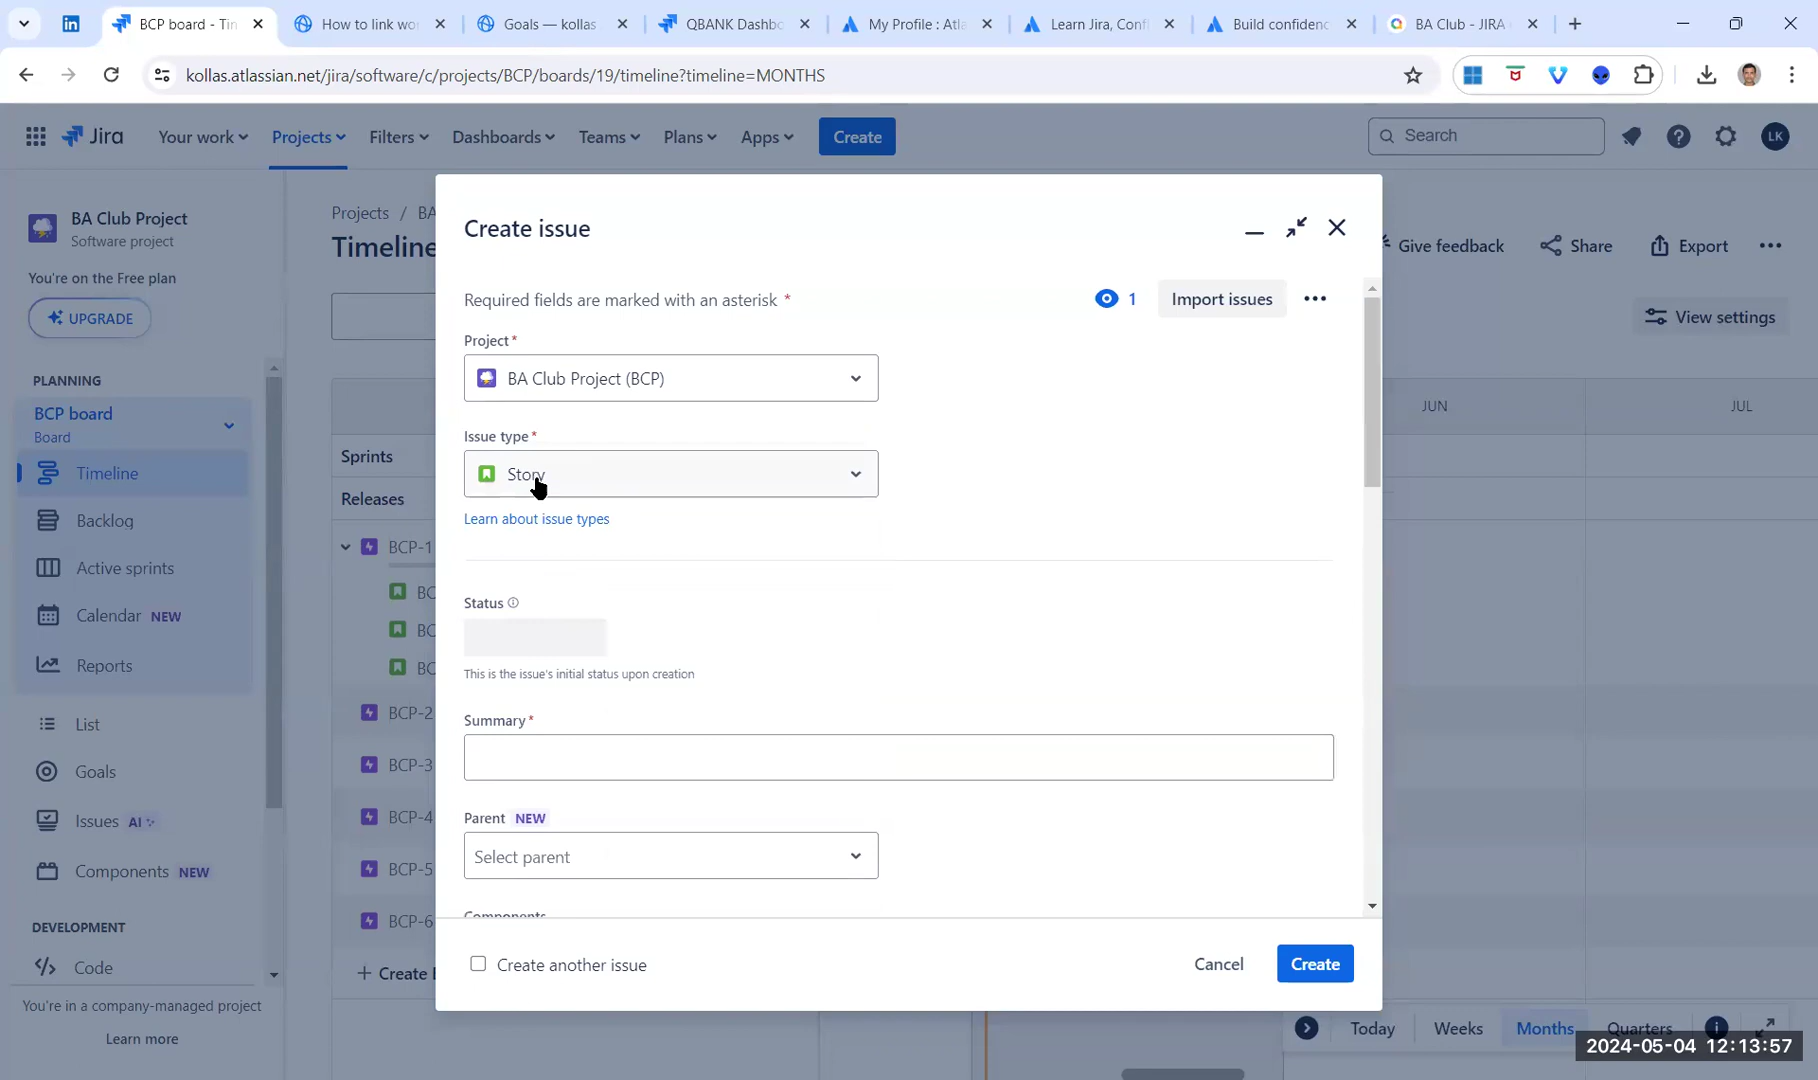 BCP board - Tin
How to link wo
Goals — kollas
QBANK Dashbo
My Profile : Atla
Learn Jira, Confl
Build confidenc
BA Club - JIRA
kollas.atlassian.net/jira/software/c/projects/BCP/boards/19/timeline?timeline=MONTHS
Jira
Your work
Projects
Filters
Dashboards
Teams
Plans
Apps
Create
Search
LK
BA Club Project
Software project
You're on the Free plan
UPGRADE
PLANNING
BCP board
Board
Timeline
Backlog
Active sprints
Calendar NEW
Reports
List
Goals
Issues AI
Components NEW
DEVELOPMENT
Code
You're in a company-managed project
Learn more
Projects / BA
Timeline
Give feedback
Share
Export
View settings
JUN
JUL
Sprints
Releases
BCP-1
BC
BC
BC
BCP-2
BCP-3
BCP-4
BCP-5
BCP-6
+ Create E
Create issue
Required fields are marked with an asterisk *
1
Import issues
Project *
BA Club Project (BCP)
Issue type *
Story
Learn about issue types
Status
This is the issue's initial status upon creation
Summary *
Parent NEW
Select parent
Components
Create another issue
Cancel
Create
Today
Weeks
Months
Quarters
2024-05-04 12:13:57